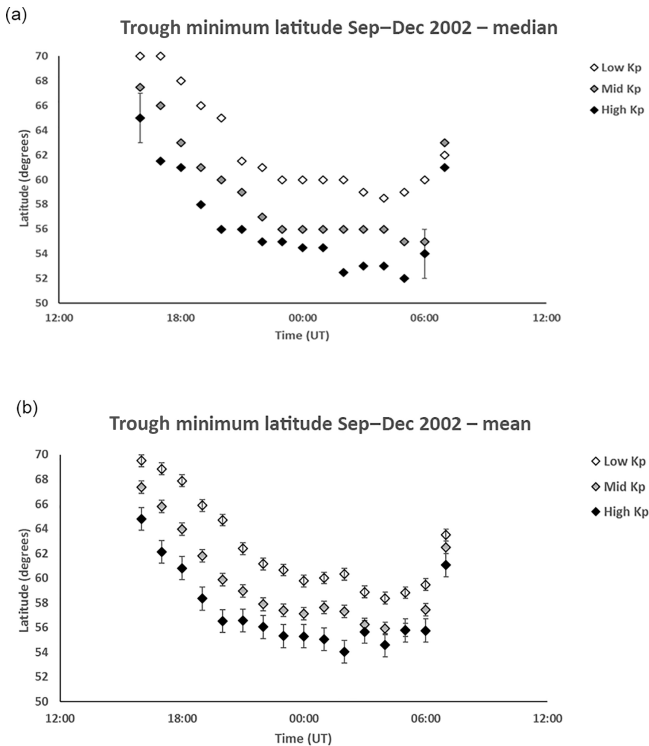 (a)
Trough minimum latitude Sep–Dec 2002 – median
70
68
66
64
62
60
58
56
54
52
50
Latitude (degrees)
12:00 18:00 00:00 06:00 12:00
Time (UT)
Low Kp
Mid Kp
High Kp
(b)
Trough minimum latitude Sep–Dec 2002 – mean
70
68
66
64
62
60
58
56
54
52
50
Latitude (degrees)
12:00 18:00 00:00 06:00 12:00
Time (UT)
Low Kp
Mid Kp
High Kp